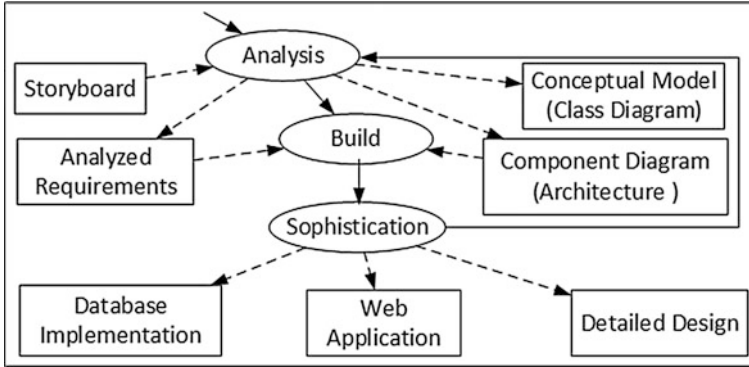 Analysis
Storyboard
Conceptual Model
(Class Diagram)
Build
Analyzed
Requirements
Component Diagram
(Architecture )
Sophistication
Database
Implementation
Web
Application
Detailed Design